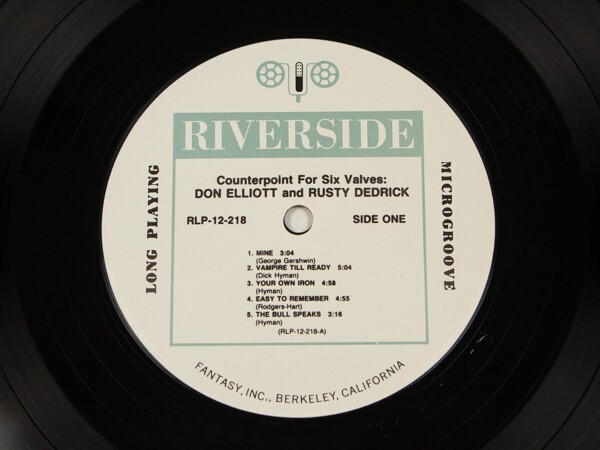 RIVERSIDE
Counterpoint For Six Valves:
DON ELLIOTT and RUSTY DEDRICK
RLP-12-218 SIDE ONE
LONG PLAYING
MICROGROOVE
1. MINE 3:04
(George Gershwin)
2. VAMPIRE TILL READY 5:04
(Dick Hyman)
3. YOUR OWN IRON 4:58
(Hyman)
4. EASY TO REMEMBER 4:55
(Rodgers-Hart)
5. THE BULL SPEAKS 3:16
(Hyman)
(RLP-12-218-A)
FANTASY, INC., BERKELEY, CALIFORNIA